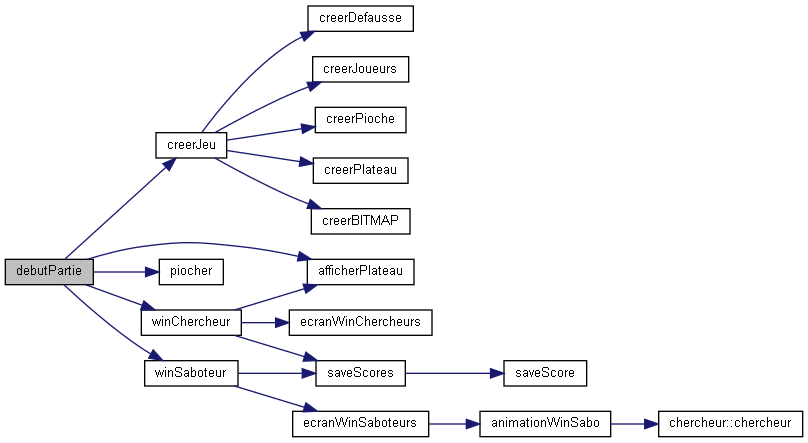 creerDefausse
creerJoueurs
creerPioche
creerJeu
creerPlateau
creerBITMAP
debutPartie
piocher
afficherPlateau
winChercheur
ecranWinChercheurs
winSaboteur
saveScores
saveScore
ecranWinSaboteurs
animationWinSabo
chercheur::chercheur